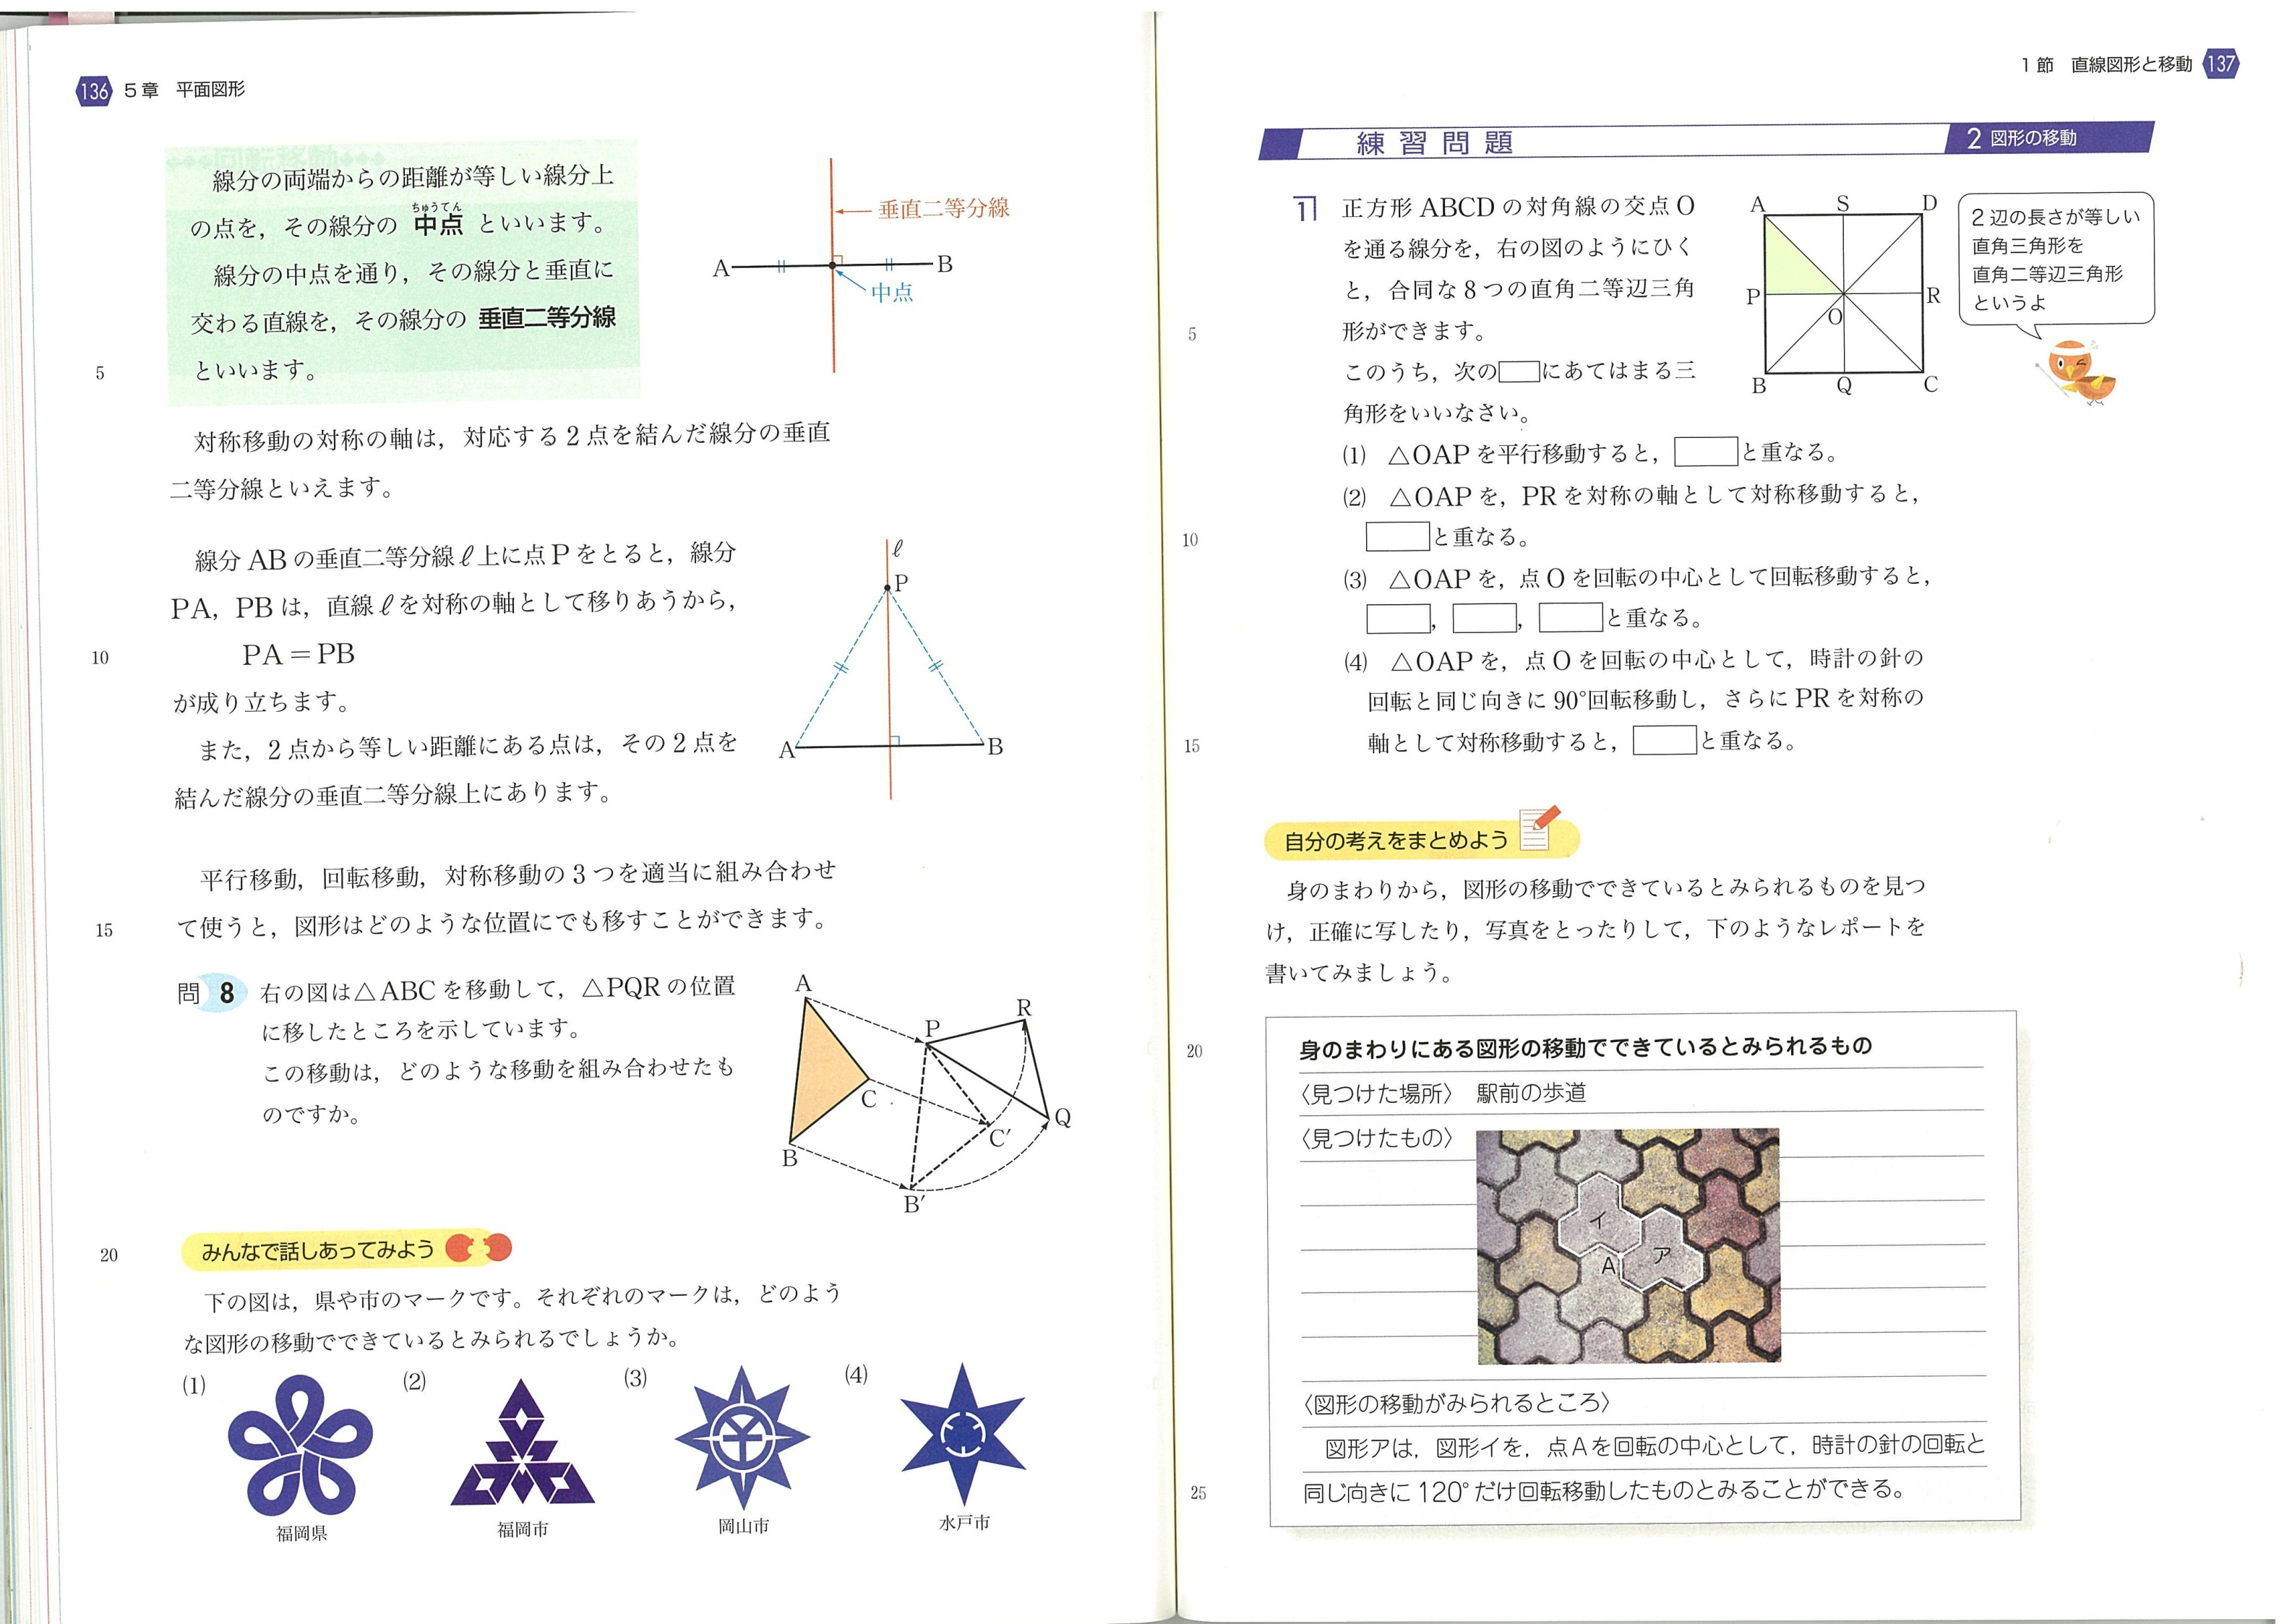 136 5章 平面図形
線分の両端からの距離が等しい線分上
ちゅうてん
の点を，その線分の 中点 といいます。
線分の中点を通り，その線分と垂直に
交わる直線を，その線分の 垂直二等分線
5
といいます。
垂直二等分線
A
B
中点
対称移動の対称の軸は，対応する2点を結んだ線分の垂直
二等分線といえます。
線分ABの垂直二等分線ℓ上に点Pをとると，線分
PA，PBは，直線ℓを対称の軸として移りあうから，
10
PA＝PB
が成り立ちます。
また，2点から等しい距離にある点は，その2点を
結んだ線分の垂直二等分線上にあります。
ℓ
P
A
B
平行移動，回転移動，対称移動の3つを適当に組み合わせ
15
て使うと，図形はどのような位置にでも移すことができます。
問 8 右の図は△ABCを移動して，△PQRの位置
に移したところを示しています。
この移動は，どのような移動を組み合わせたも
のですか。
A
P
R
C
C′
Q
B
B′
20
みんなで話しあってみよう
下の図は，県や市のマークです。それぞれのマークは，どのよう
な図形の移動でできているとみられるでしょうか。
(1)
(2)
(3)
(4)
福岡県
福岡市
岡山市
水戸市
1節 直線図形と移動 137
練習問題
2 図形の移動
1 正方形ABCDの対角線の交点O
を通る線分を，右の図のようにひく
と，合同な8つの直角二等辺三角
5
形ができます。
このうち，次の□にあてはまる三
角形をいいなさい。
A S D
P
R
O
B Q C
2辺の長さが等しい
直角三角形を
直角二等辺三角形
というよ
(1) △OAPを平行移動すると，□と重なる。
(2) △OAPを，PRを対称の軸として対称移動すると，
10
□と重なる。
(3) △OAPを，点Oを回転の中心として回転移動すると，
□，□，□と重なる。
(4) △OAPを，点Oを回転の中心として，時計の針の
回転と同じ向きに90°回転移動し，さらにPRを対称の
15
軸として対称移動すると，□と重なる。
自分の考えをまとめよう
身のまわりから，図形の移動でできているとみられるものを見つ
け，正確に写したり，写真をとったりして，下のようなレポートを
書いてみましょう。
20
身のまわりにある図形の移動でできているとみられるもの
〈見つけた場所〉 駅前の歩道
〈見つけたもの〉
イ
ア
A
〈図形の移動がみられるところ〉
図形アは，図形イを，点Aを回転の中心として，時計の針の回転と
25
同じ向きに120°だけ回転移動したものとみることができる。